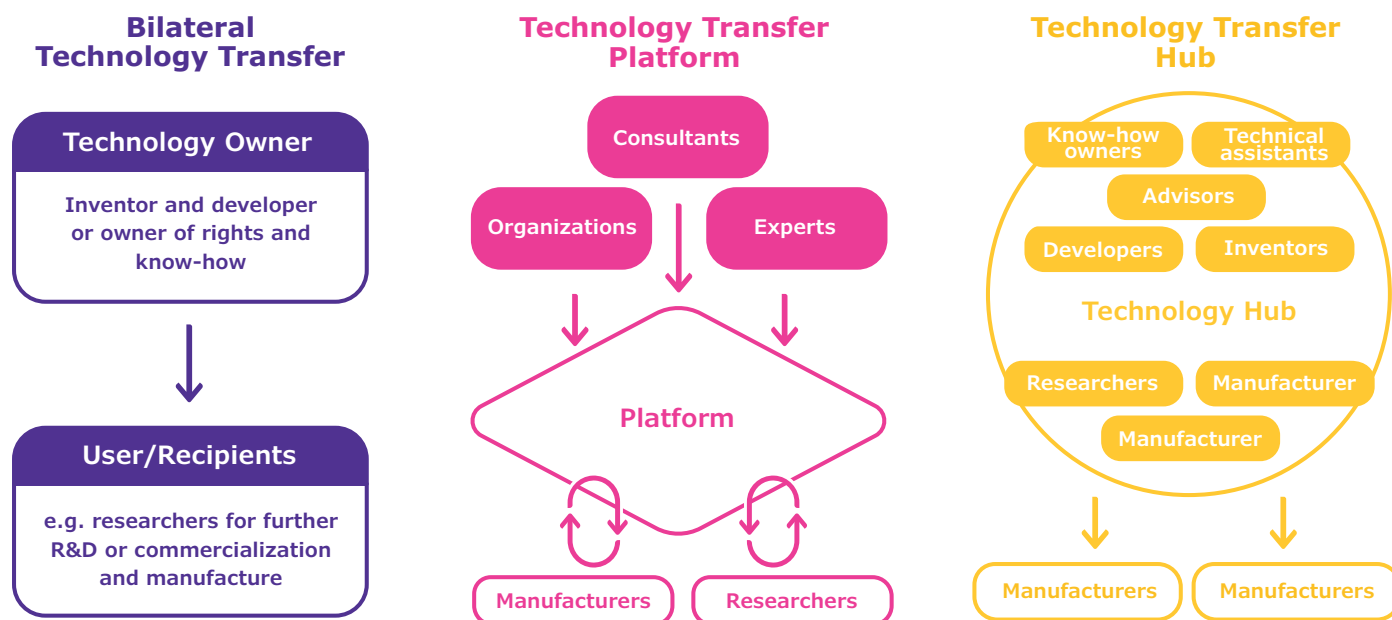 Bilateral
Technology Transfer
Technology Owner
Inventor and developer
or owner of rights and
know-how
User/Recipients
e.g. researchers for further
R&D or commercialization
and manufacture
Technology Transfer
Platform
Consultants
Organizations
Experts
Platform
Manufacturers
Researchers
Technology Transfer
Hub
Know-how
owners
Technical
assistants
Advisors
Developers
Inventors
Technology Hub
Researchers
Manufacturer
Manufacturer
Manufacturers
Manufacturers